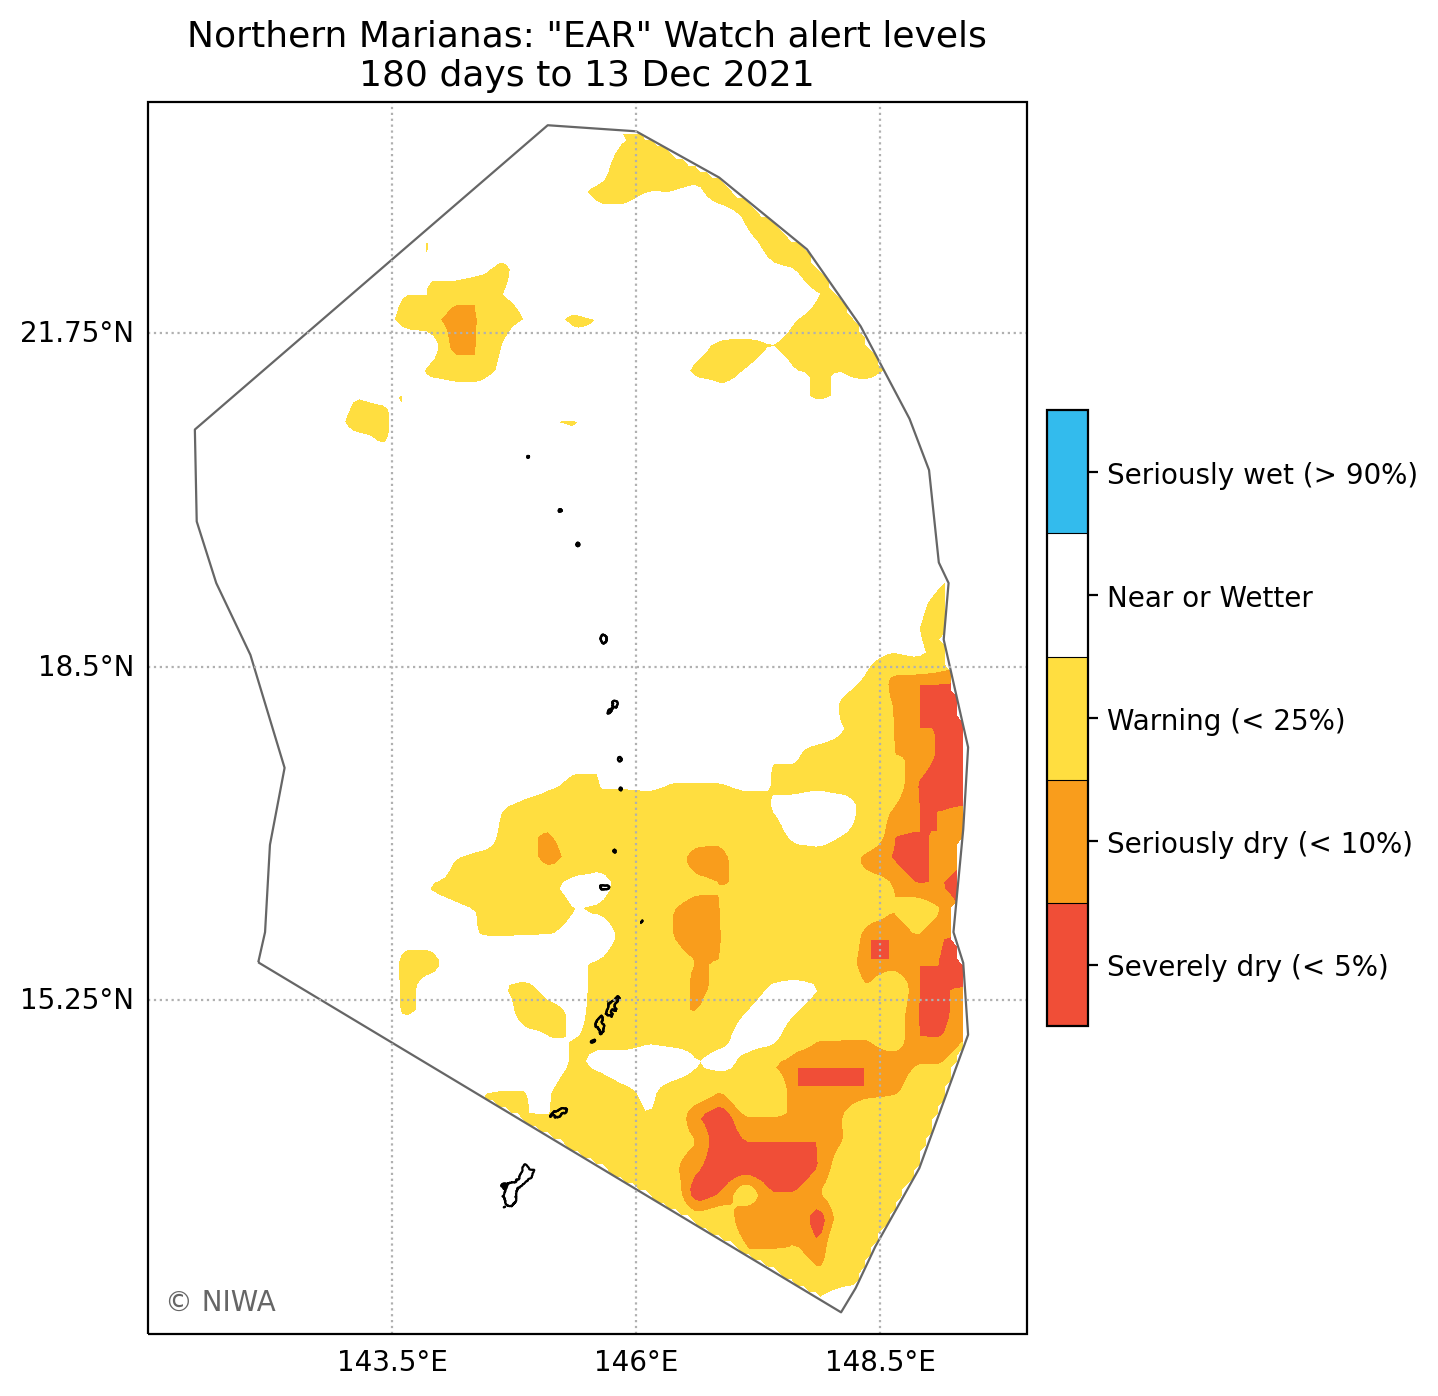 Northern Marianas: "EAR" Watch alert levels
180 days to 13 Dec 2021
21.75°N
18.5°N
15.25°N
143.5°E
146°E
148.5°E
Seriously wet (> 90%)
Near or Wetter
Warning (< 25%)
Seriously dry (< 10%)
Severely dry (< 5%)
© NIWA